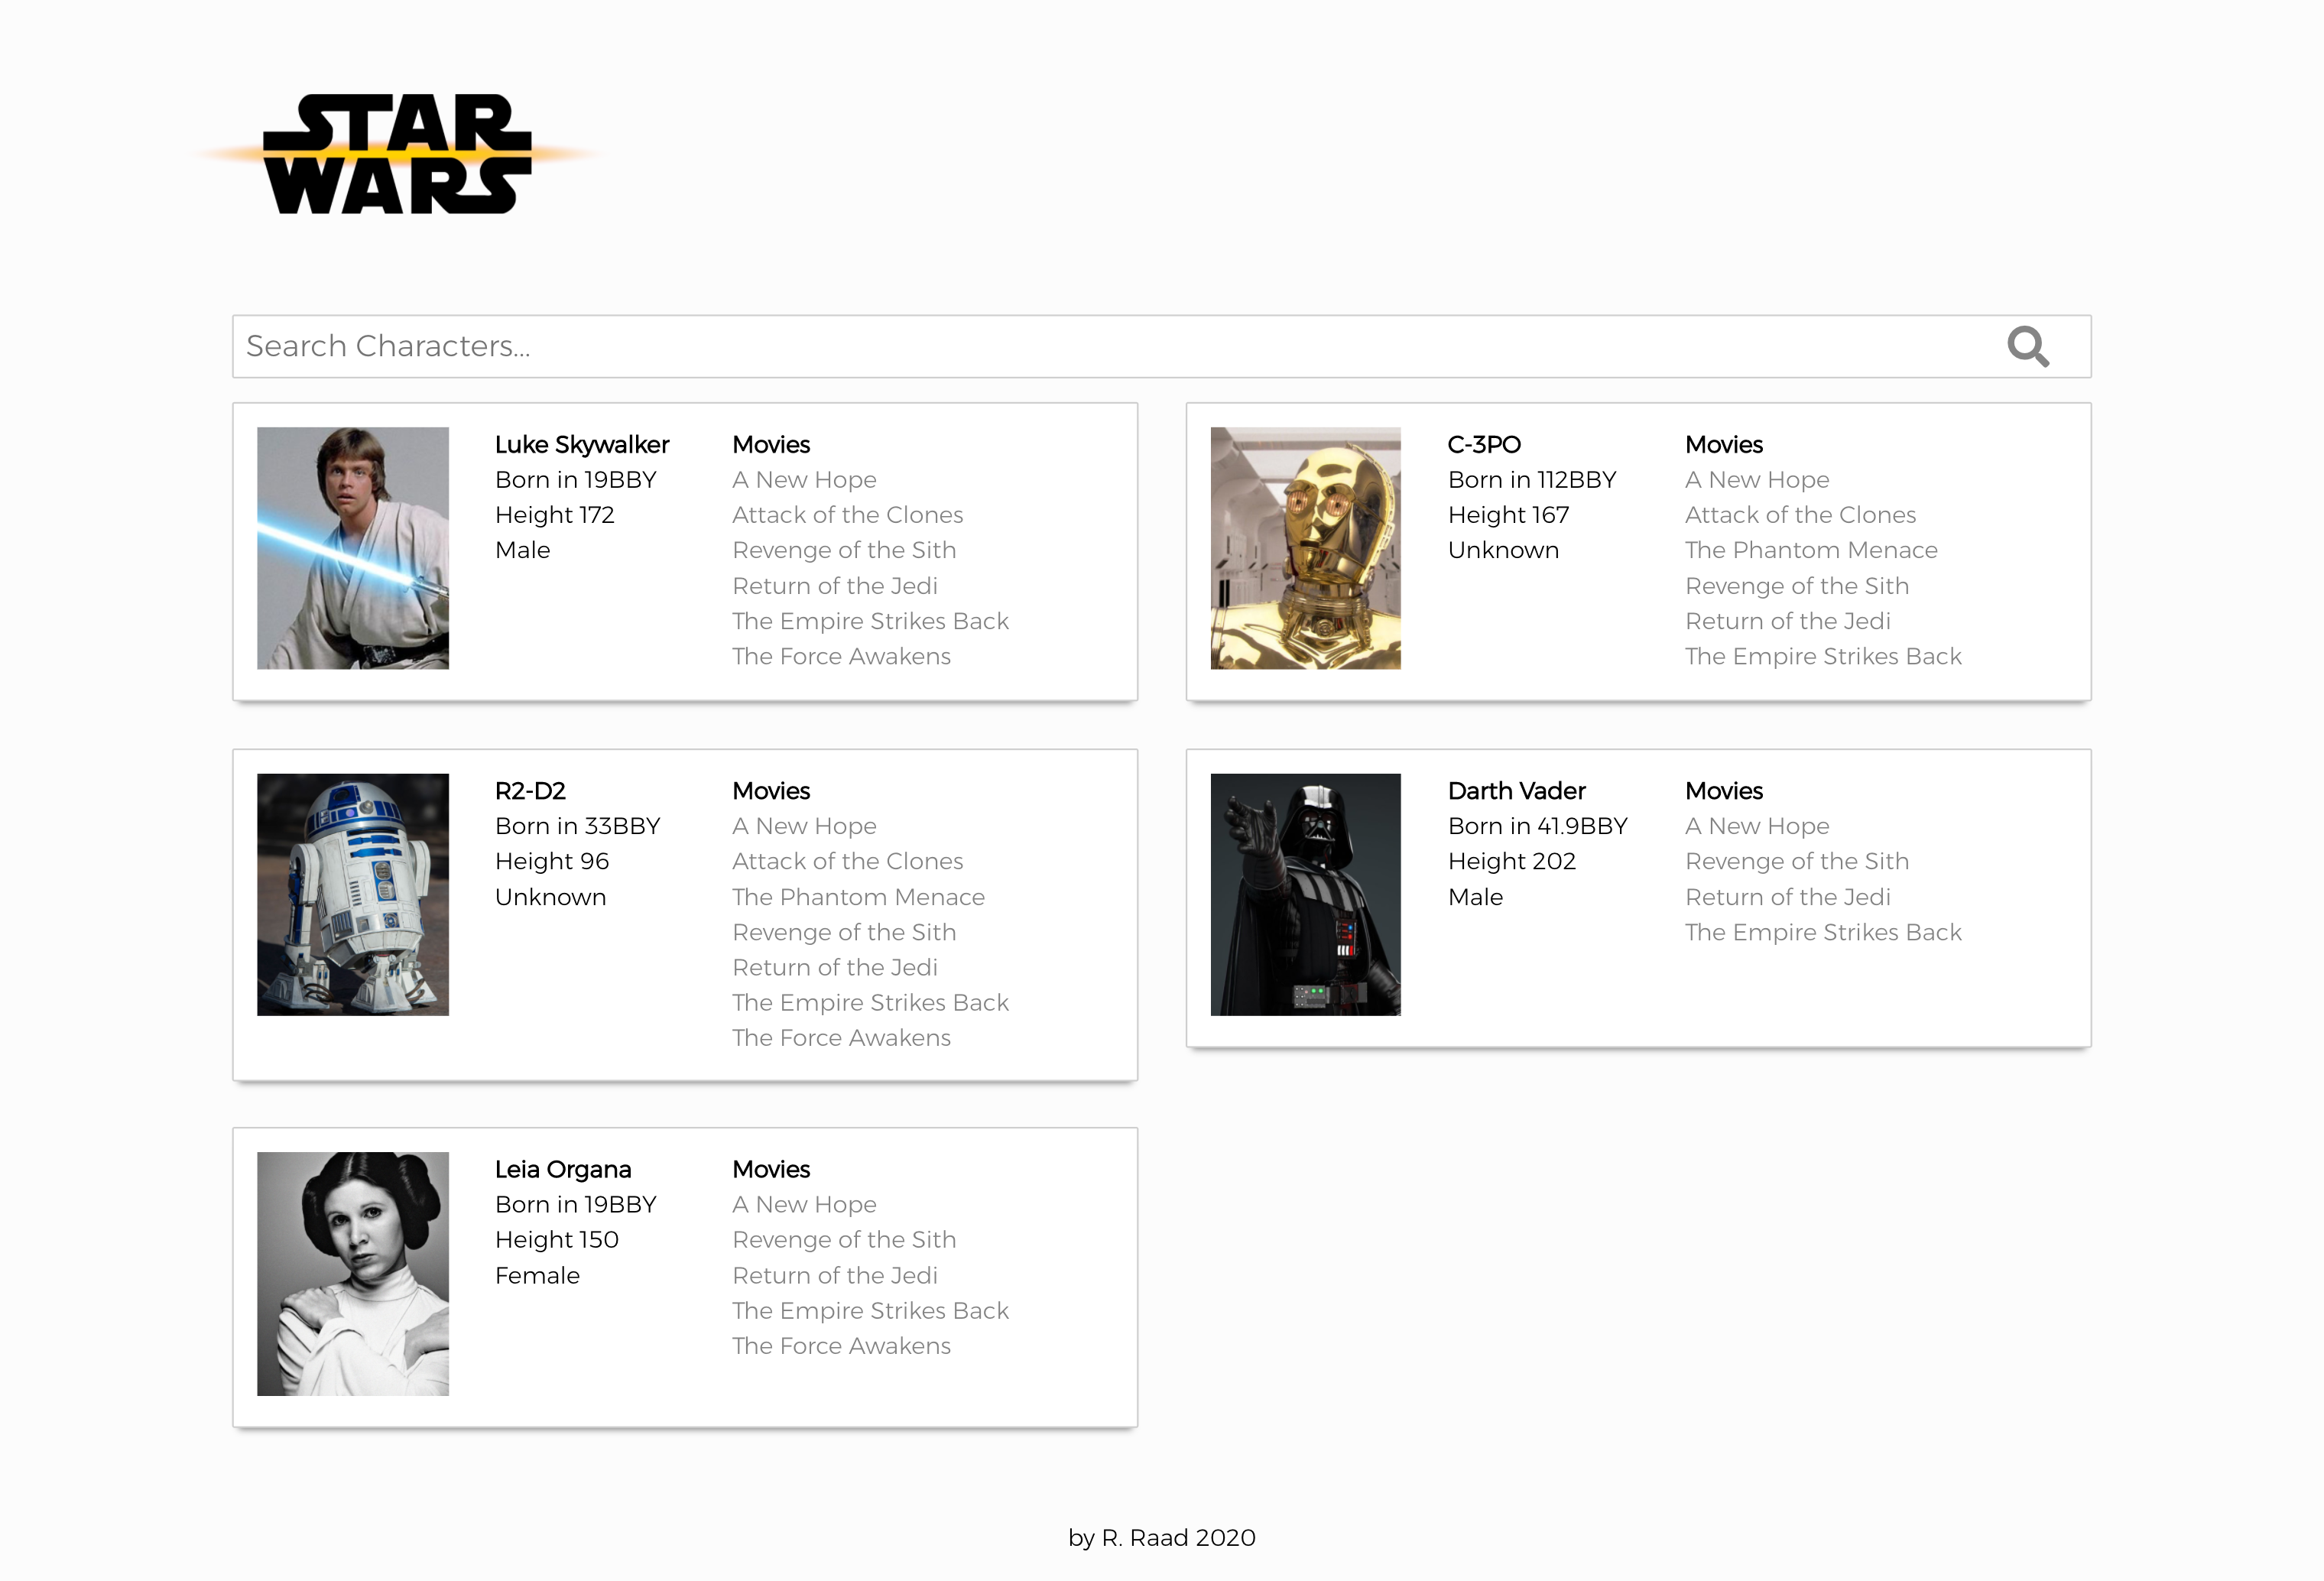 STAR
WARS
Search Characters...
Luke Skywalker
Born in 19BBY
Height 172
Male
Movies
A New Hope
Attack of the Clones
Revenge of the Sith
Return of the Jedi
The Empire Strikes Back
The Force Awakens
C-3PO
Born in 112BBY
Height 167
Unknown
Movies
A New Hope
Attack of the Clones
The Phantom Menace
Revenge of the Sith
Return of the Jedi
The Empire Strikes Back
R2-D2
Born in 33BBY
Height 96
Unknown
Movies
A New Hope
Attack of the Clones
The Phantom Menace
Revenge of the Sith
Return of the Jedi
The Empire Strikes Back
The Force Awakens
Darth Vader
Born in 41.9BBY
Height 202
Male
Movies
A New Hope
Revenge of the Sith
Return of the Jedi
The Empire Strikes Back
Leia Organa
Born in 19BBY
Height 150
Female
Movies
A New Hope
Revenge of the Sith
Return of the Jedi
The Empire Strikes Back
The Force Awakens
by R. Raad 2020